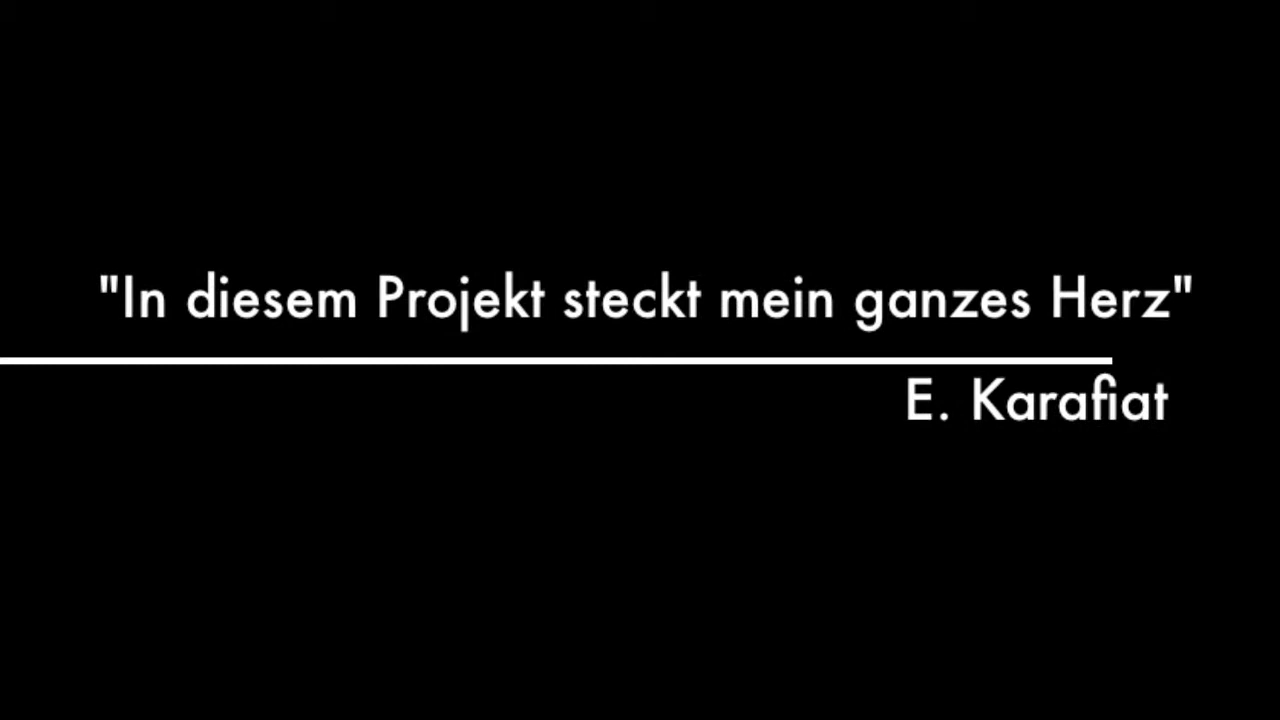 "In diesem Projekt steckt mein ganzes Herz"
E. Karafiat